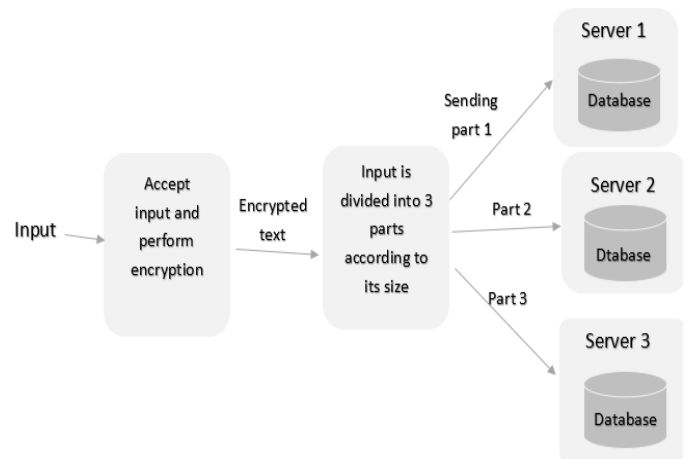 Input
Accept
input and
perform
encryption
Encrypted
text
Input is
divided into 3
parts
according to
its size
Sending
part 1
Part 2
Part 3
Server 1
Database
Server 2
Dtabase
Server 3
Database